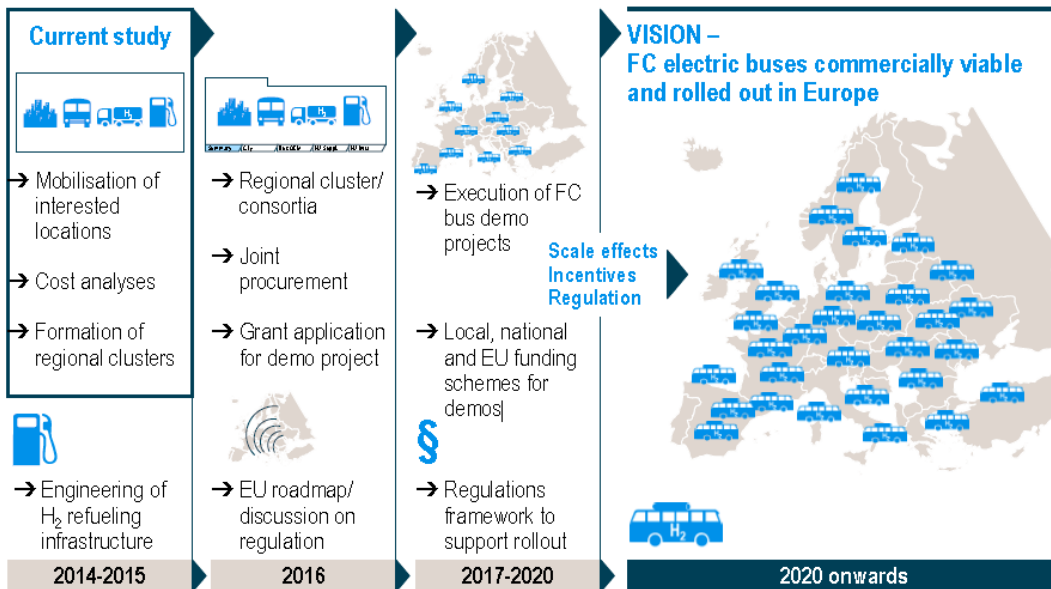 Current study
➔ Mobilisation of
interested
locations
➔ Cost analyses
➔ Formation of
regional clusters
➔ Engineering of
H₂ refueling
infrastructure
2014-2015
➔ Regional cluster/
consortia
➔ Joint
procurement
➔ Grant application
for demo project
➔ EU roadmap/
discussion on
regulation
2016
➔ Execution of FC
bus demo
projects
➔ Local, national
and EU funding
schemes for
demos
§
➔ Regulations
framework to
support rollout
2017-2020
Scale effects
Incentives
Regulation
VISION –
FC electric buses commercially viable
and rolled out in Europe
H₂
2020 onwards